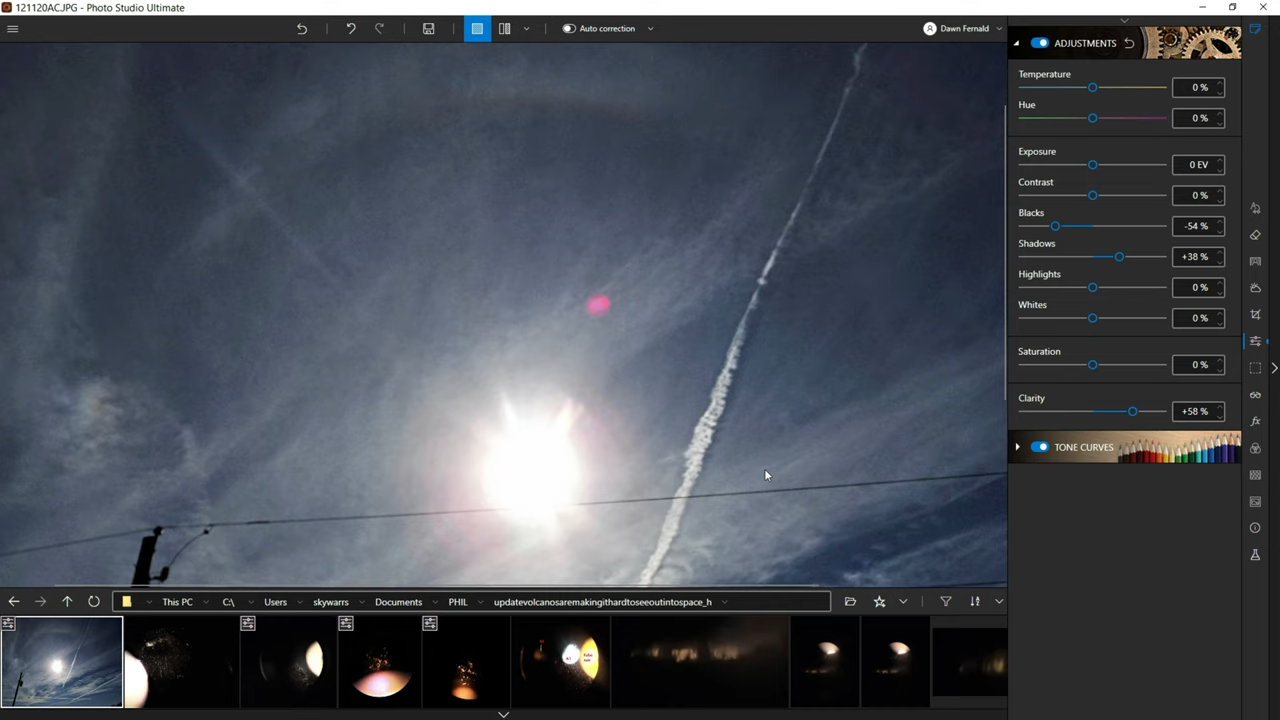 121120AC.JPG - Photo Studio Ultimate
Auto correction
Dawn Fernald
ADJUSTMENTS
Temperature
0 %
Hue
0 %
Exposure
0 EV
Contrast
0 %
Blacks
-54 %
Shadows
+38 %
Highlights
0 %
Whites
0 %
Saturation
0 %
Clarity
+58 %
TONE CURVES
This PC
C:\
Users
skywarrs
Documents
PHIL
updatevolcanosaremakingithardtoseeoutintospace_h